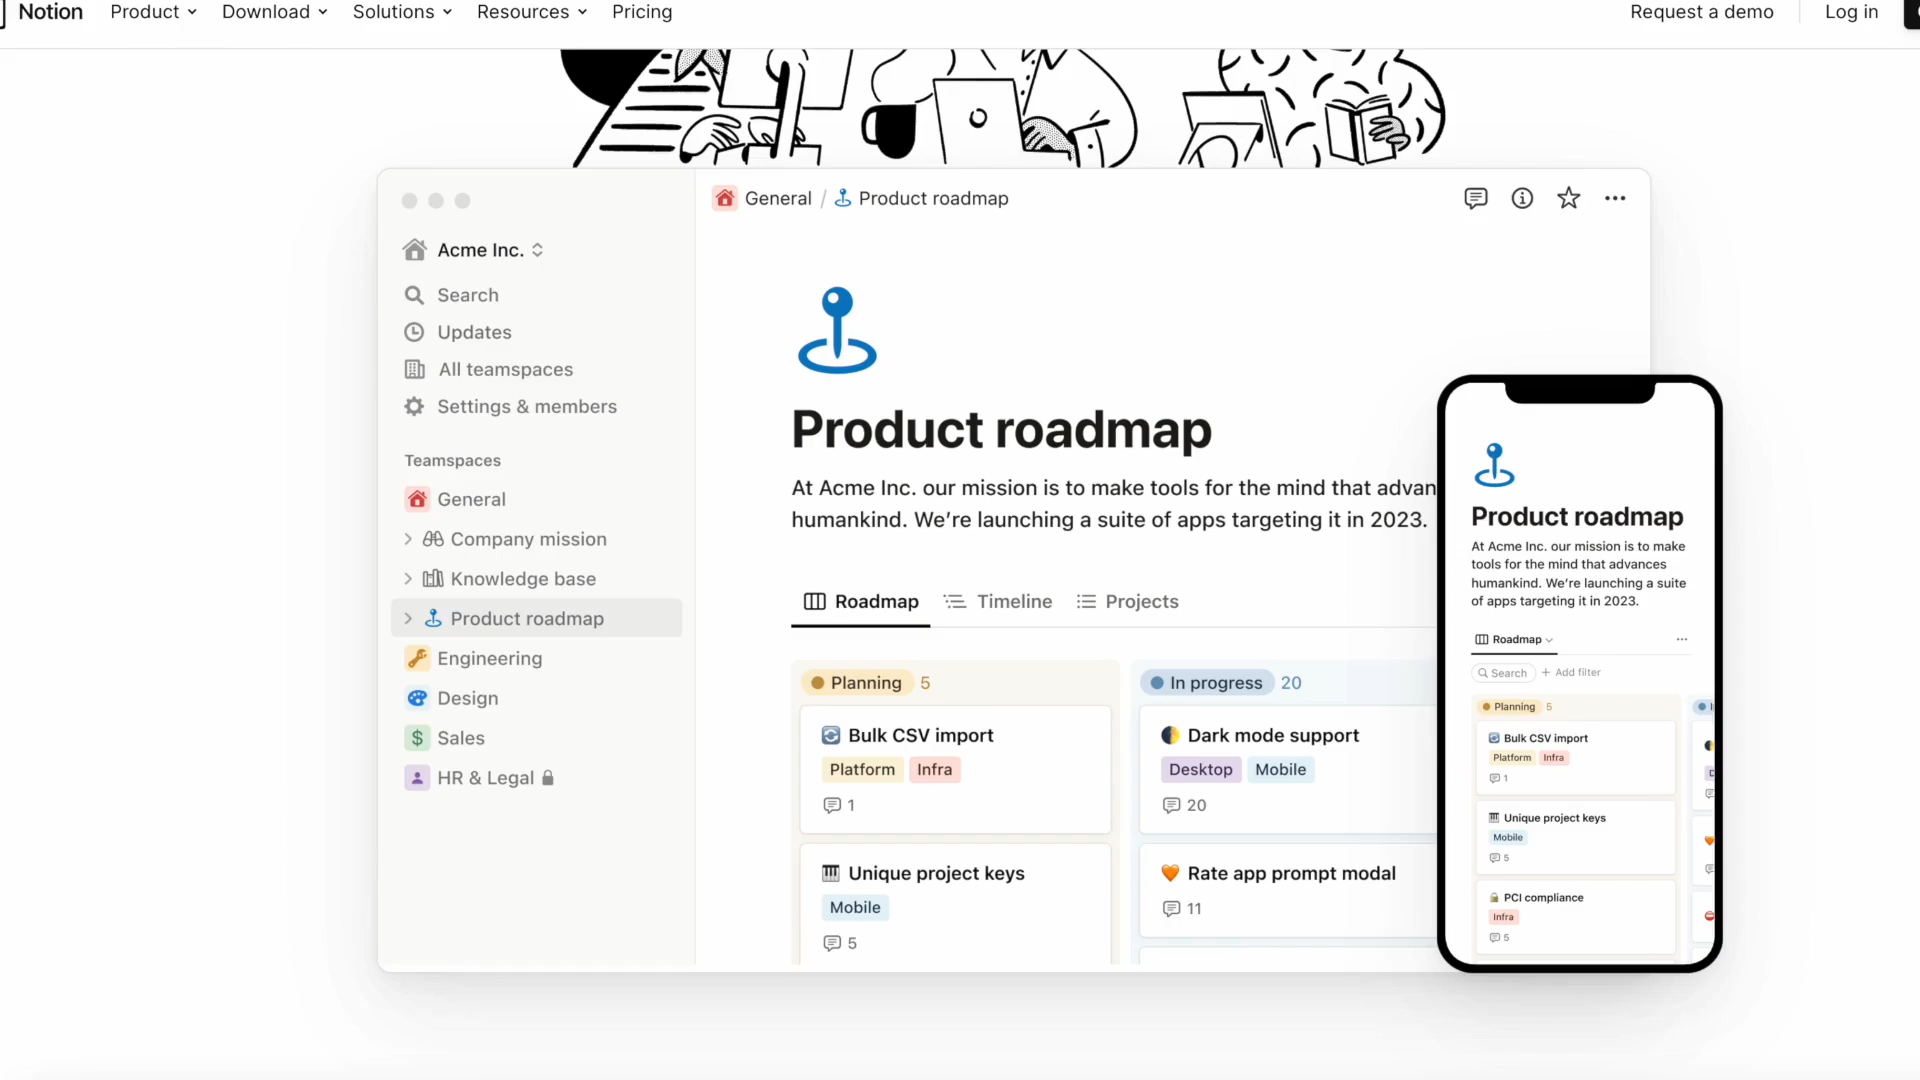 Notion
Product
Download
Solutions
Resources
Pricing
Request a demo
Log in
General / Product roadmap
Acme Inc.
Search
Updates
All teamspaces
Settings & members
Teamspaces
General
Company mission
Knowledge base
Product roadmap
Engineering
Design
Sales
HR & Legal
Product roadmap
At Acme Inc. our mission is to make tools for the mind that
humankind. We’re launching a suite of apps targeting it in 2023.
Roadmap
Timeline
Projects
Planning 5
Bulk CSV import
Platform Infra
1
Unique project keys
Mobile
5
In progress 20
Dark mode support
Desktop Mobile
20
Rate app prompt modal
11
Product roadmap
At Acme Inc. our mission is to make
tools for the mind that advances
humankind. We’re launching a suite
of apps targeting it in 2023.
Roadmap
Search + Add filter
Planning 5
Bulk CSV import
Platform Infra
1
Unique project keys
Mobile
5
PCI compliance
Infra
5